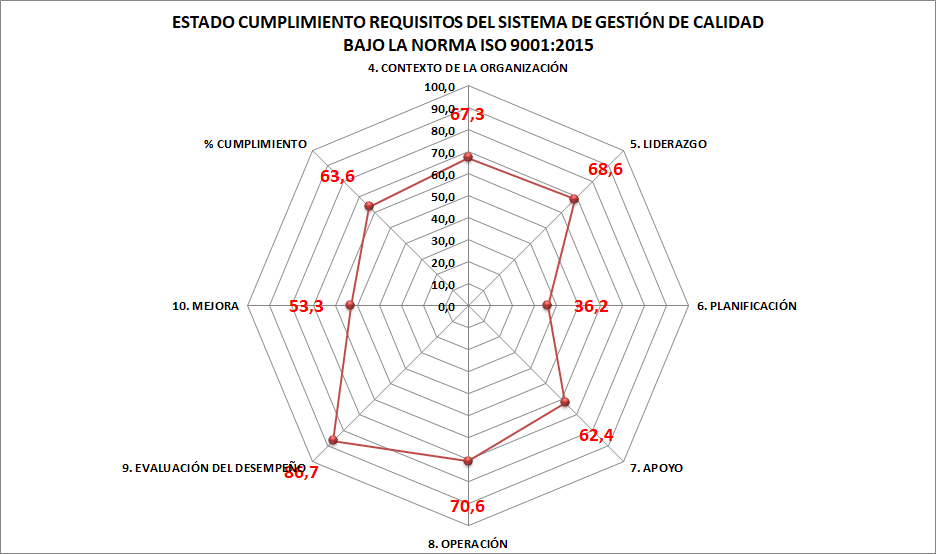 ESTADO CUMPLIMIENTO REQUISITOS DEL SISTEMA DE GESTIÓN DE CALIDAD
BAJO LA NORMA ISO 9001:2015
4. CONTEXTO DE LA ORGANIZACIÓN
100,0
90,0
67,3
80,0
% CUMPLIMIENTO
5. LIDERAZGO
70,0
63,6
68,6
60,0
50,0
40,0
30,0
20,0
10,0
0,0
10. MEJORA
53,3
36,2
6. PLANIFICACIÓN
62,4
9. EVALUACIÓN DEL DESEMPEÑO
86,7
7. APOYO
70,6
8. OPERACIÓN